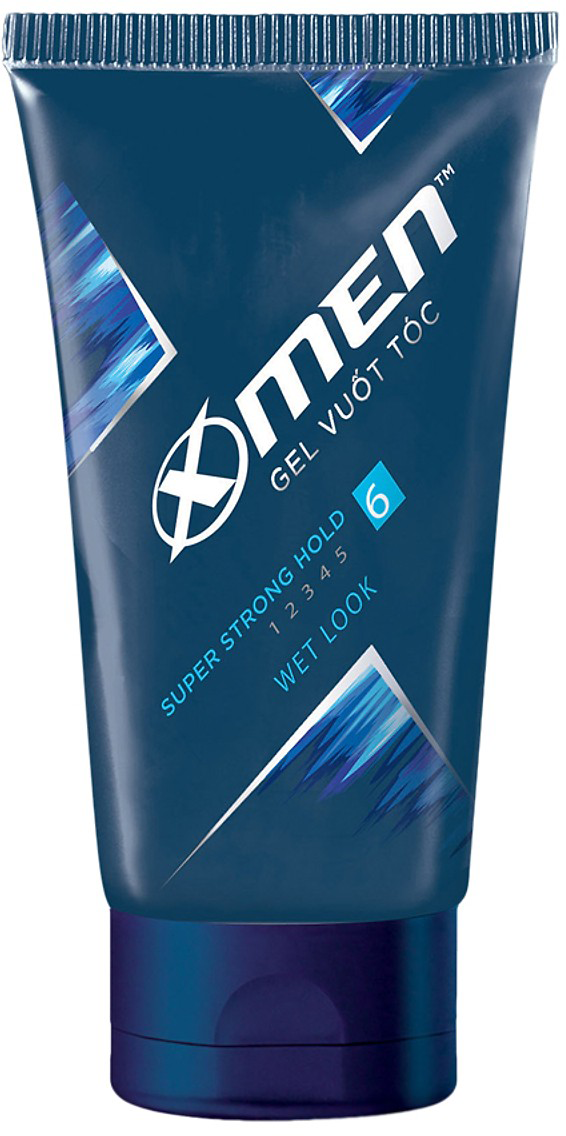 Xmen™
GEL VUỐT TÓC
SUPER STRONG HOLD 6
1 2 3 4 5
WET LOOK